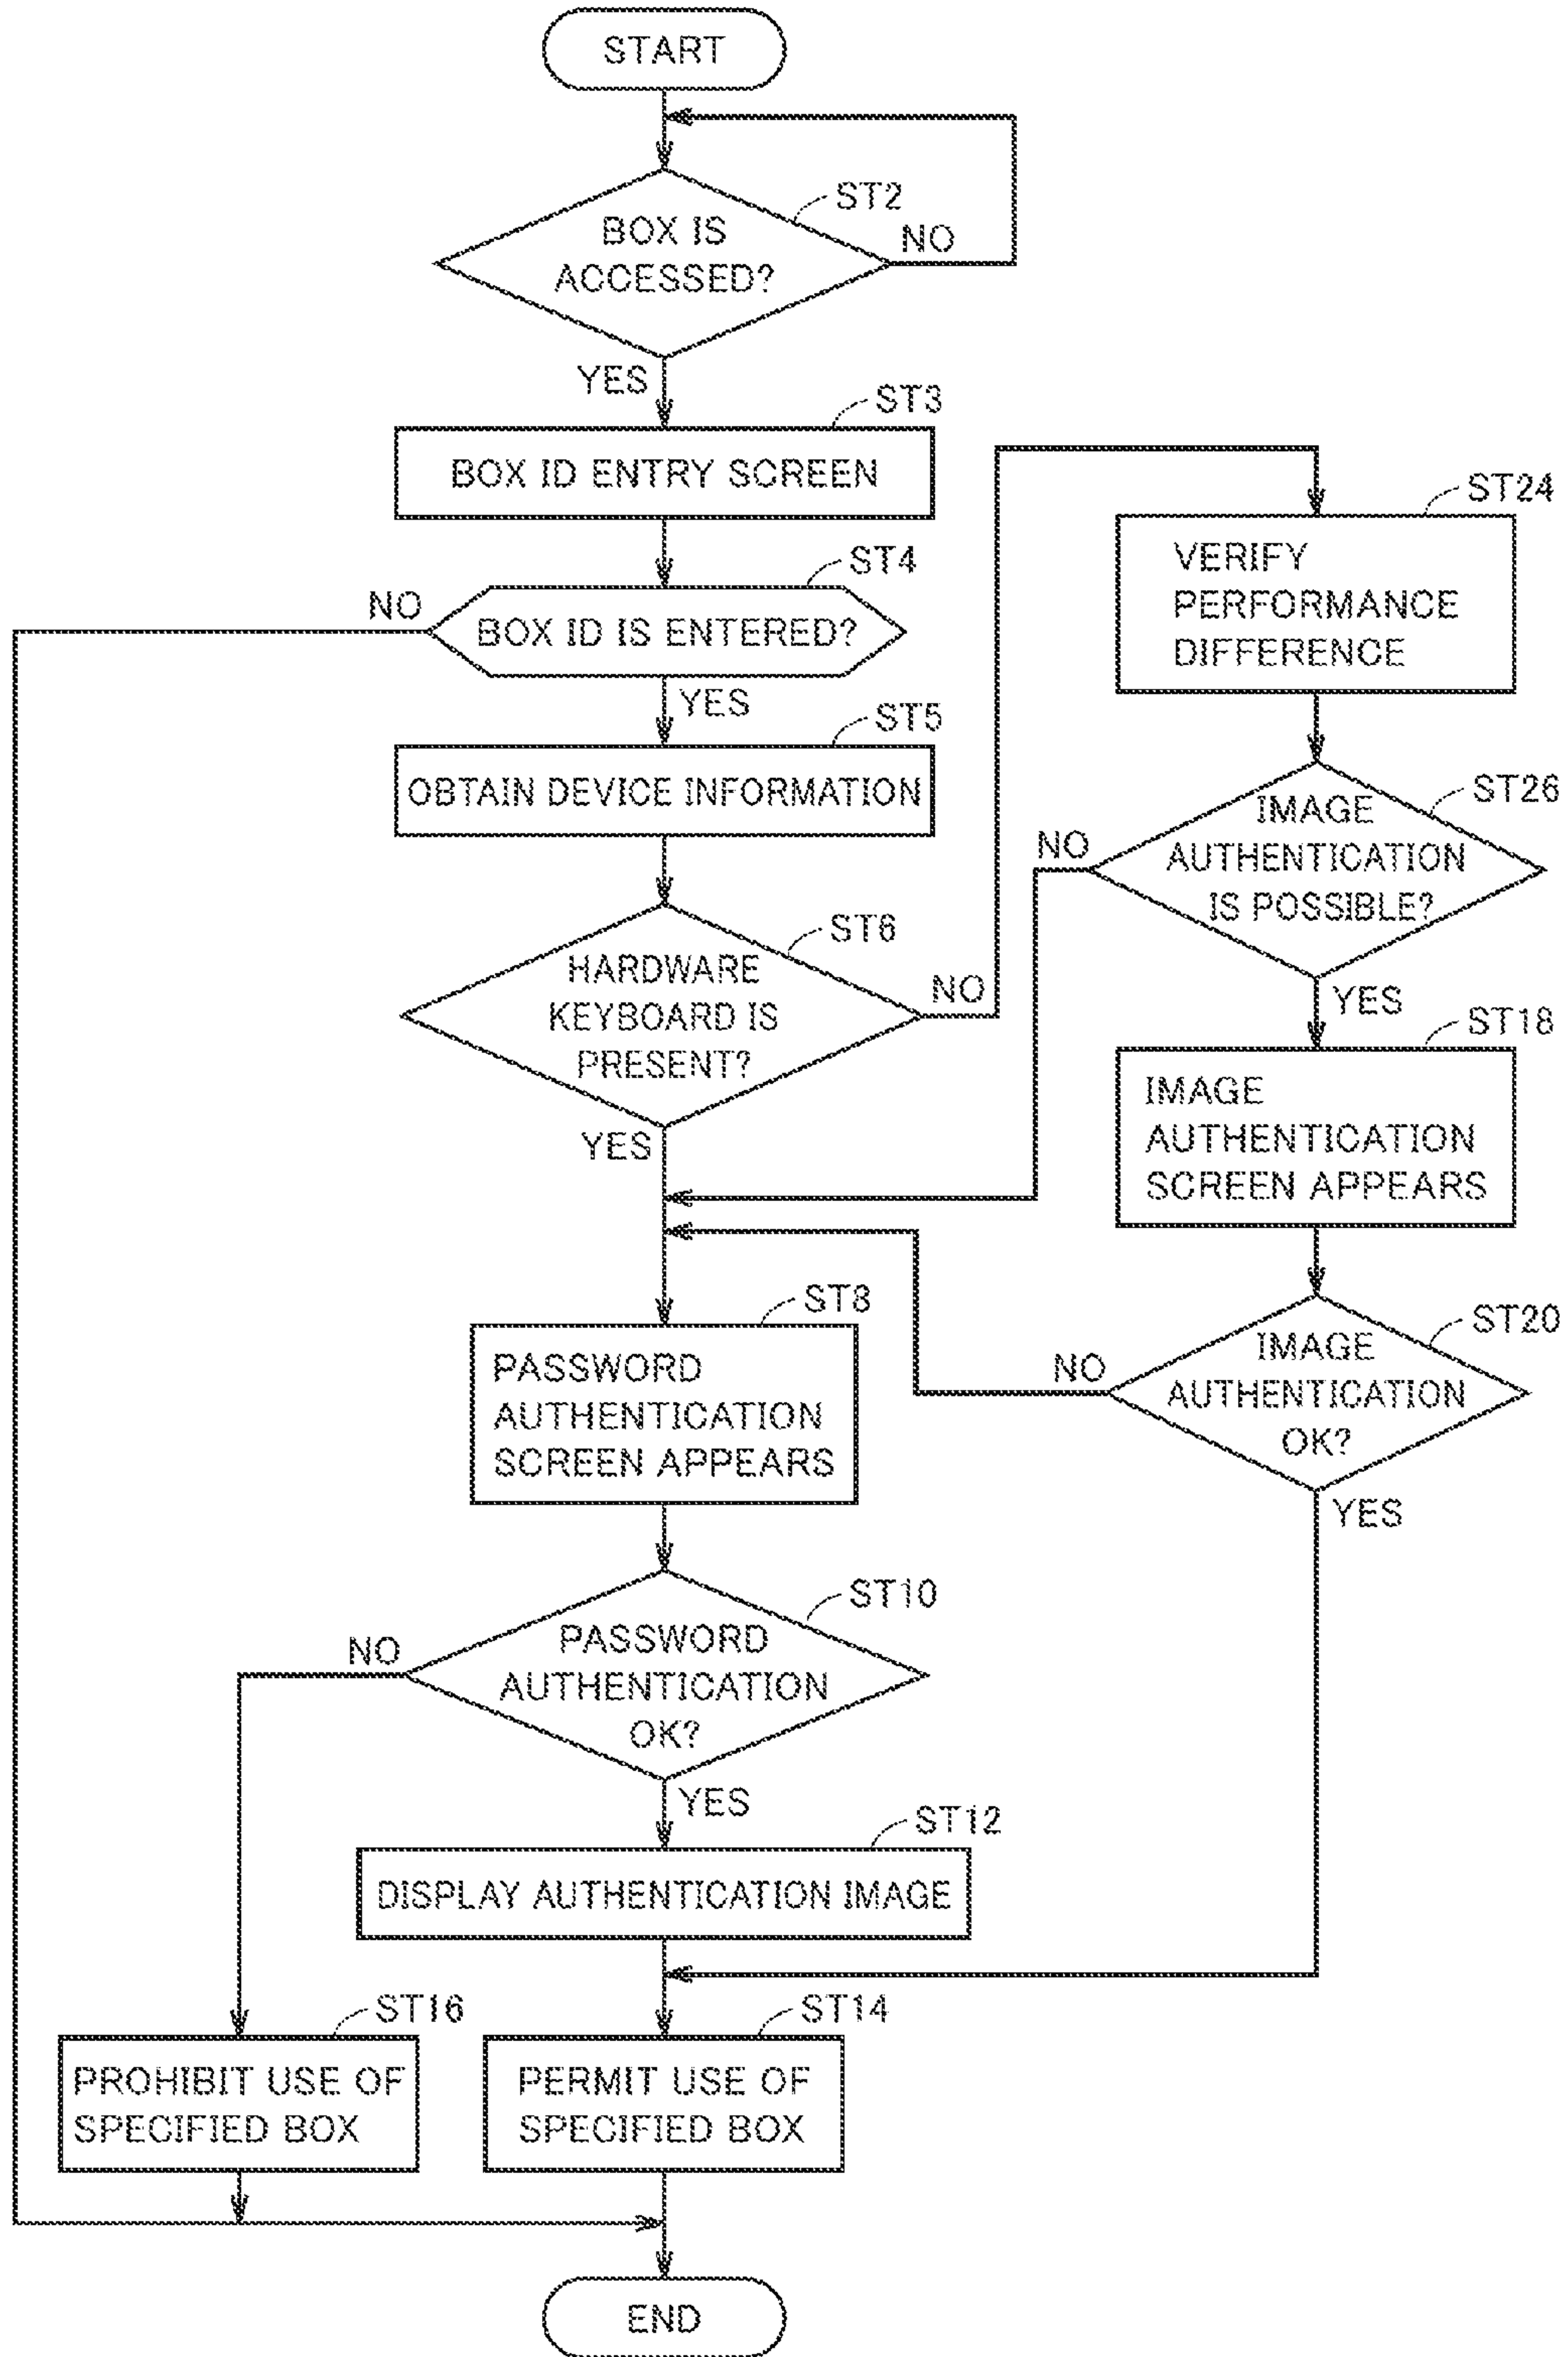 START
ST2
BOX IS
ACCESSED?
NO
YES
ST3
BOX ID ENTRY SCREEN
ST4
NO
BOX ID IS ENTERED?
YES
ST5
OBTAIN DEVICE INFORMATION
ST6
HARDWARE
KEYBOARD IS
PRESENT?
NO
YES
ST24
VERIFY
PERFORMANCE
DIFFERENCE
ST26
IMAGE
AUTHENTICATION
IS POSSIBLE?
NO
YES
ST18
IMAGE
AUTHENTICATION
SCREEN APPEARS
ST20
IMAGE
AUTHENTICATION
OK?
NO
YES
ST8
PASSWORD
AUTHENTICATION
SCREEN APPEARS
ST10
PASSWORD
AUTHENTICATION
OK?
NO
YES
ST12
DISPLAY AUTHENTICATION IMAGE
ST16
PROHIBIT USE OF
SPECIFIED BOX
ST14
PERMIT USE OF
SPECIFIED BOX
END